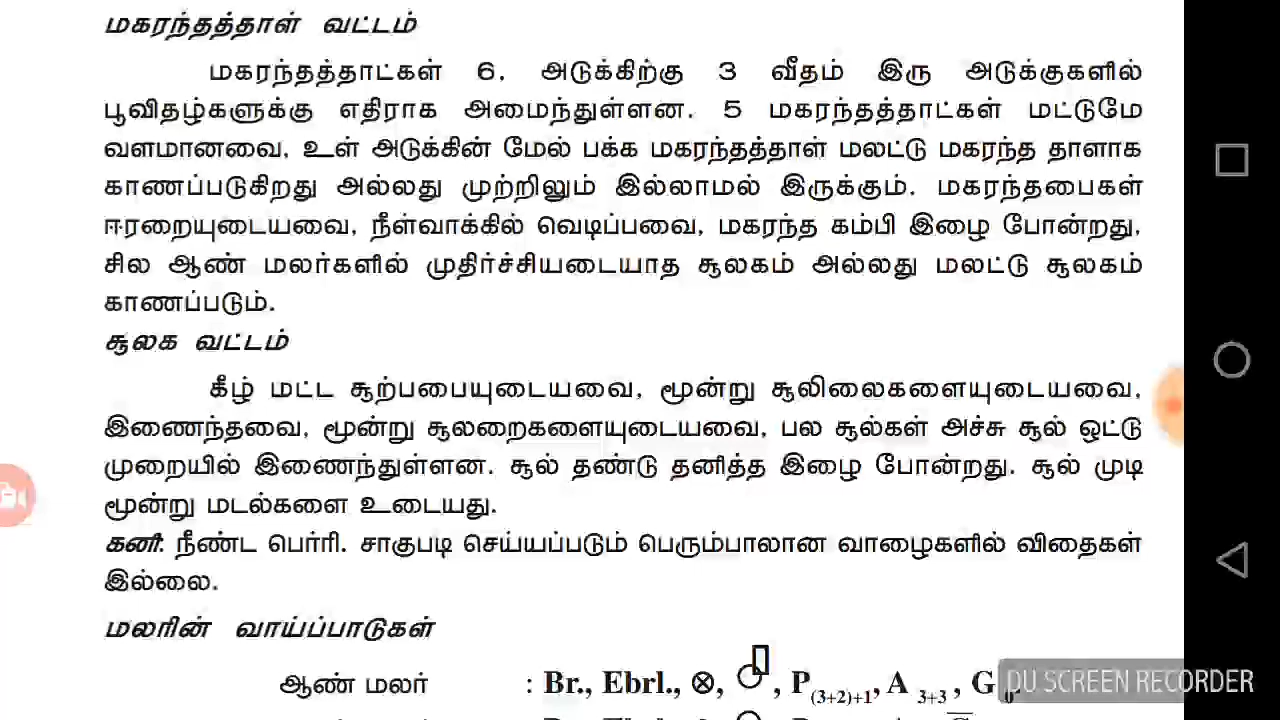 மகரந்தத்தாள் வட்டம்
மகரந்தத்தாட்கள் 6. அடுக்கிற்கு 3 வீதம் இரு அடுக்குகளில்
பூவிதழ்களுக்கு எதிராக அமைந்துள்ளன. 5 மகரந்தத்தாட்கள் மட்டுமே
வளமானவை, உள் அடுக்கின் மேல் பக்க மகரந்தத்தாள் மலட்டு மகரந்த தாளாக
காணப்படுகிறது அல்லது முற்றிலும் இல்லாமல் இருக்கும். மகரந்தபைகள்
ஈரறையுடையவை, நீள்வாக்கில் வெடிப்பவை, மகரந்த கம்பி இழை போன்றது,
சில ஆண் மலர்களில் முதிர்ச்சியடையாத சூலகம் அல்லது மலட்டு சூலகம்
காணப்படும்.
சூலக வட்டம்
கீழ் மட்ட சூற்பபையுடையவை, மூன்று சூலிலைகளையுடையவை,
இணைந்தவை, மூன்று சூலறைகளையுடையவை, பல சூல்கள் அச்சு சூல் ஒட்டு
முறையில் இணைந்துள்ளன. சூல் தண்டு தனித்த இழை போன்றது. சூல் முடி
மூன்று மடல்களை உடையது.
கனி: நீண்ட பெர்ரி. சாகுபடி செய்யப்படும் பெரும்பாலான வாழைகளில் விதைகள்
இல்லை.
மலரின் வாய்ப்பாடுகள்
ஆண் மலர் : Br., Ebrl., ⊗, P(3+2)+1, A 3+3, G 0
DU SCREEN RECORDER